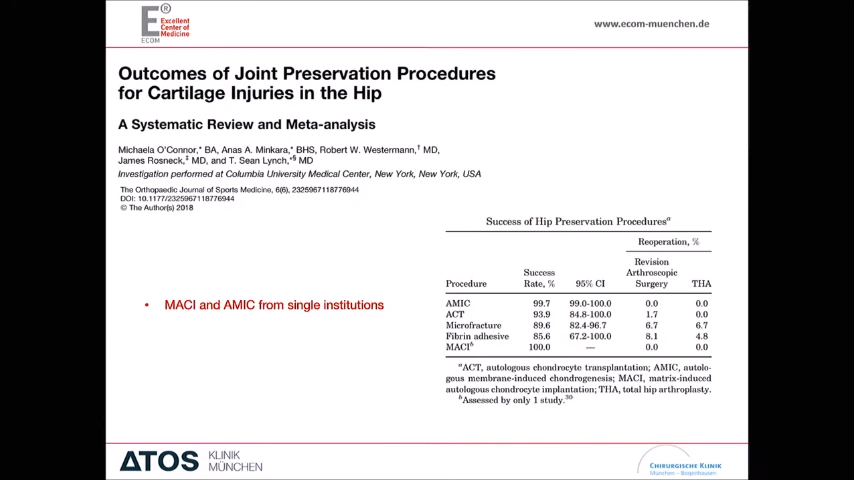 E®
Excellent
Center of
Medicine
ECOM
www.ecom-muenchen.de
Outcomes of Joint Preservation Procedures
for Cartilage Injuries in the Hip
A Systematic Review and Meta-analysis
Michaela O'Connor,* BA, Anas A. Minkara,* BHS, Robert W. Westermann,† MD,
James Rosneck,‡ MD, and T. Sean Lynch,*§ MD
Investigation performed at Columbia University Medical Center, New York, New York, USA
The Orthopaedic Journal of Sports Medicine, 6(6), 2325967118776944
DOI: 10.1177/2325967118776944
© The Author(s) 2018
Success of Hip Preservation Procedures^a
Reoperation, %
Revision
Success Arthroscopic
Procedure Rate, % 95% CI Surgery THA
AMIC 99.7 99.0-100.0 0.0 0.0
ACT 93.9 84.8-100.0 1.7 0.0
Microfracture 89.6 82.4-96.7 6.7 6.7
Fibrin adhesive 85.6 67.2-100.0 8.1 4.8
MACI^b 100.0 — 0.0 0.0
^aACT, autologous chondrocyte transplantation; AMIC, autolo-
gous membrane-induced chondrogenesis; MACI, matrix-induced
autologous chondrocyte implantation; THA, total hip arthroplasty.
^bAssessed by only 1 study.^30
• MACI and AMIC from single institutions
ATOS KLINIK
MÜNCHEN
CHIRURGISCHE KLINIK
München - Bogenhausen